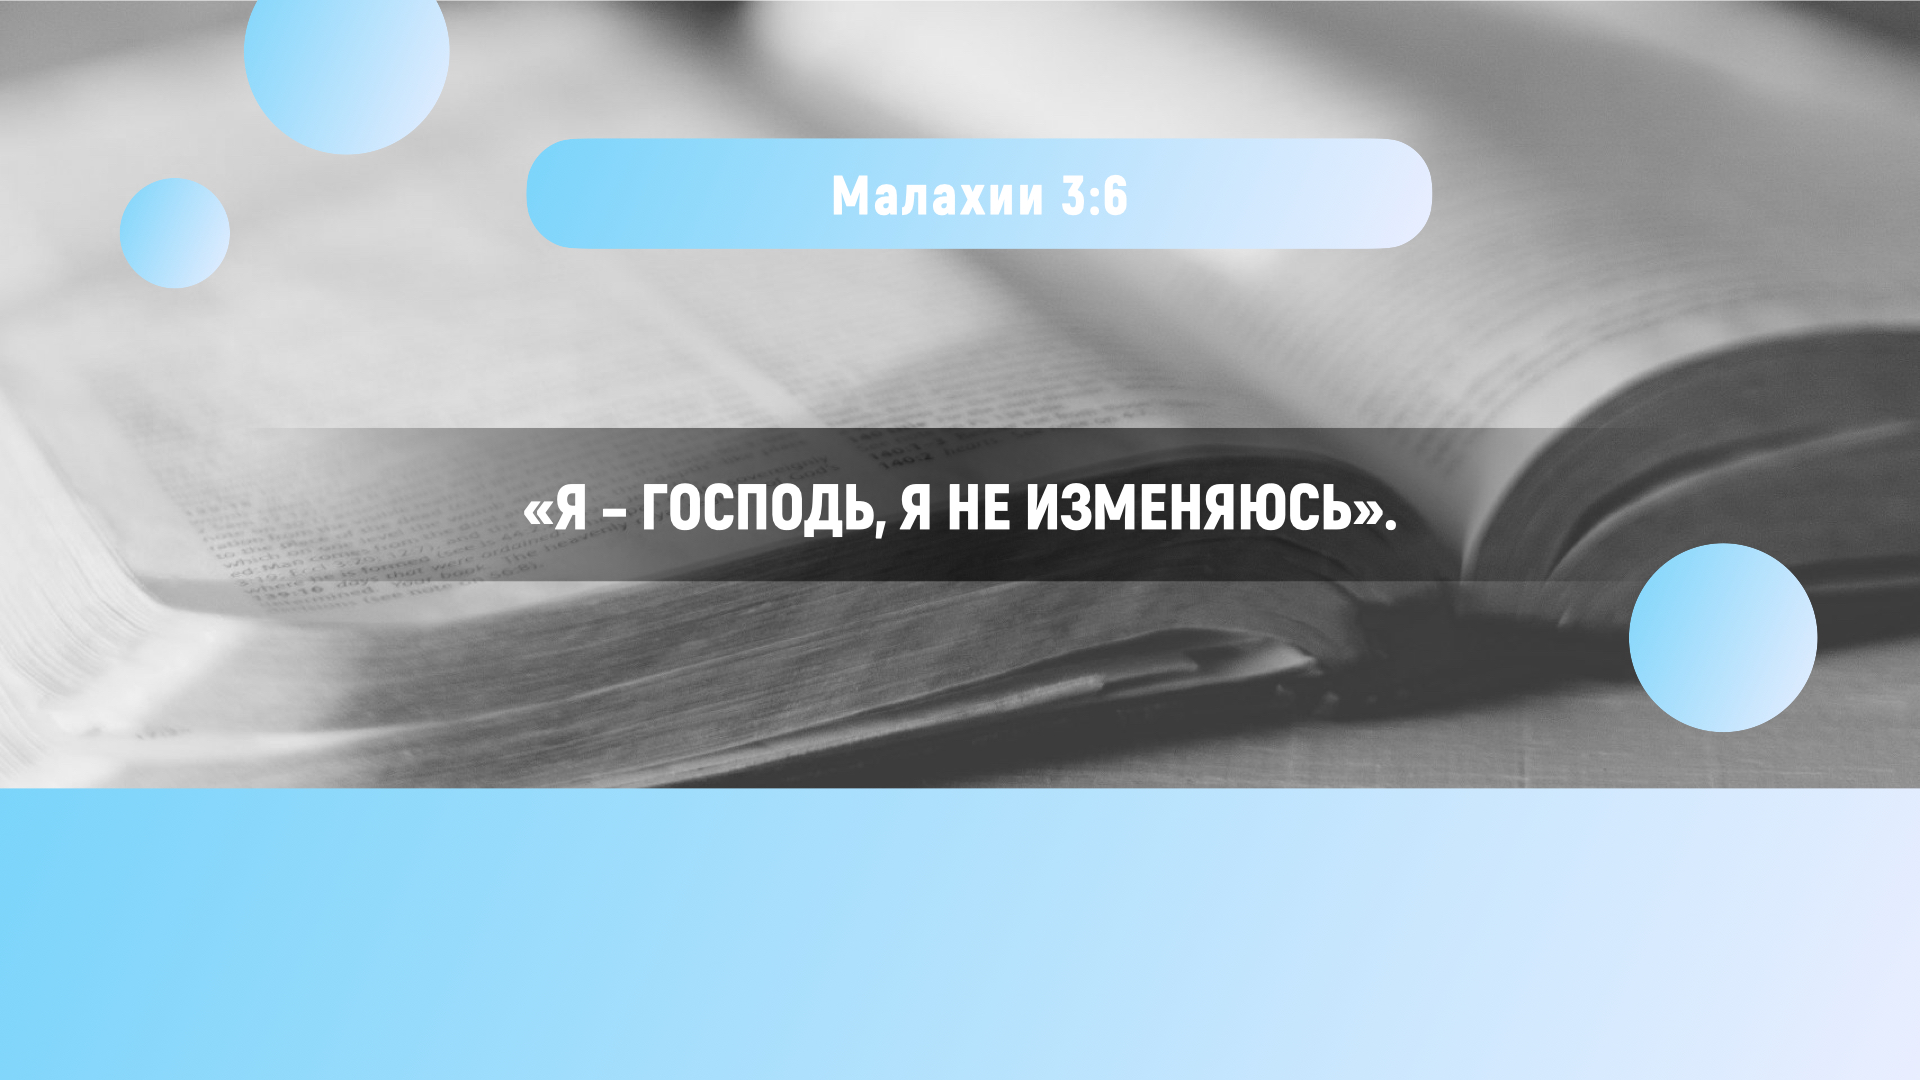 Малахии 3:6
«Я – ГОСПОДЬ, Я НЕ ИЗМЕНЯЮСЬ».